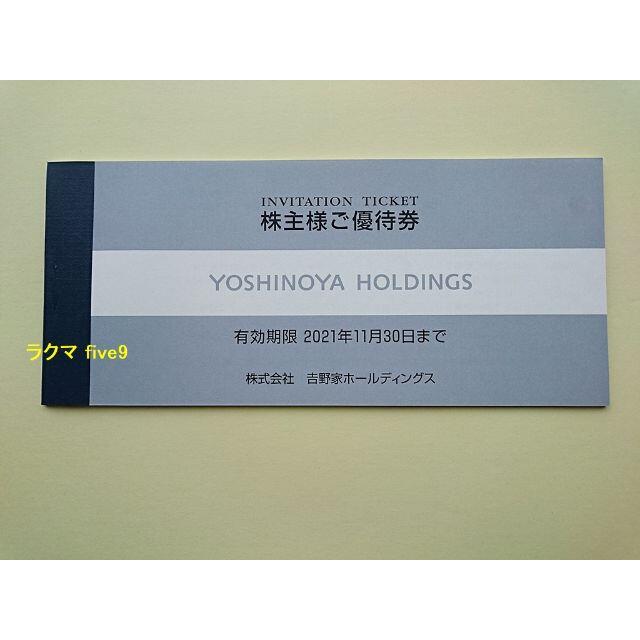 INVITATION TICKET
株主様ご優待券
YOSHINOYA HOLDINGS
有効期限 2021年11月30日まで
ラクマ five9
株式会社 𠮷野家ホールディングス